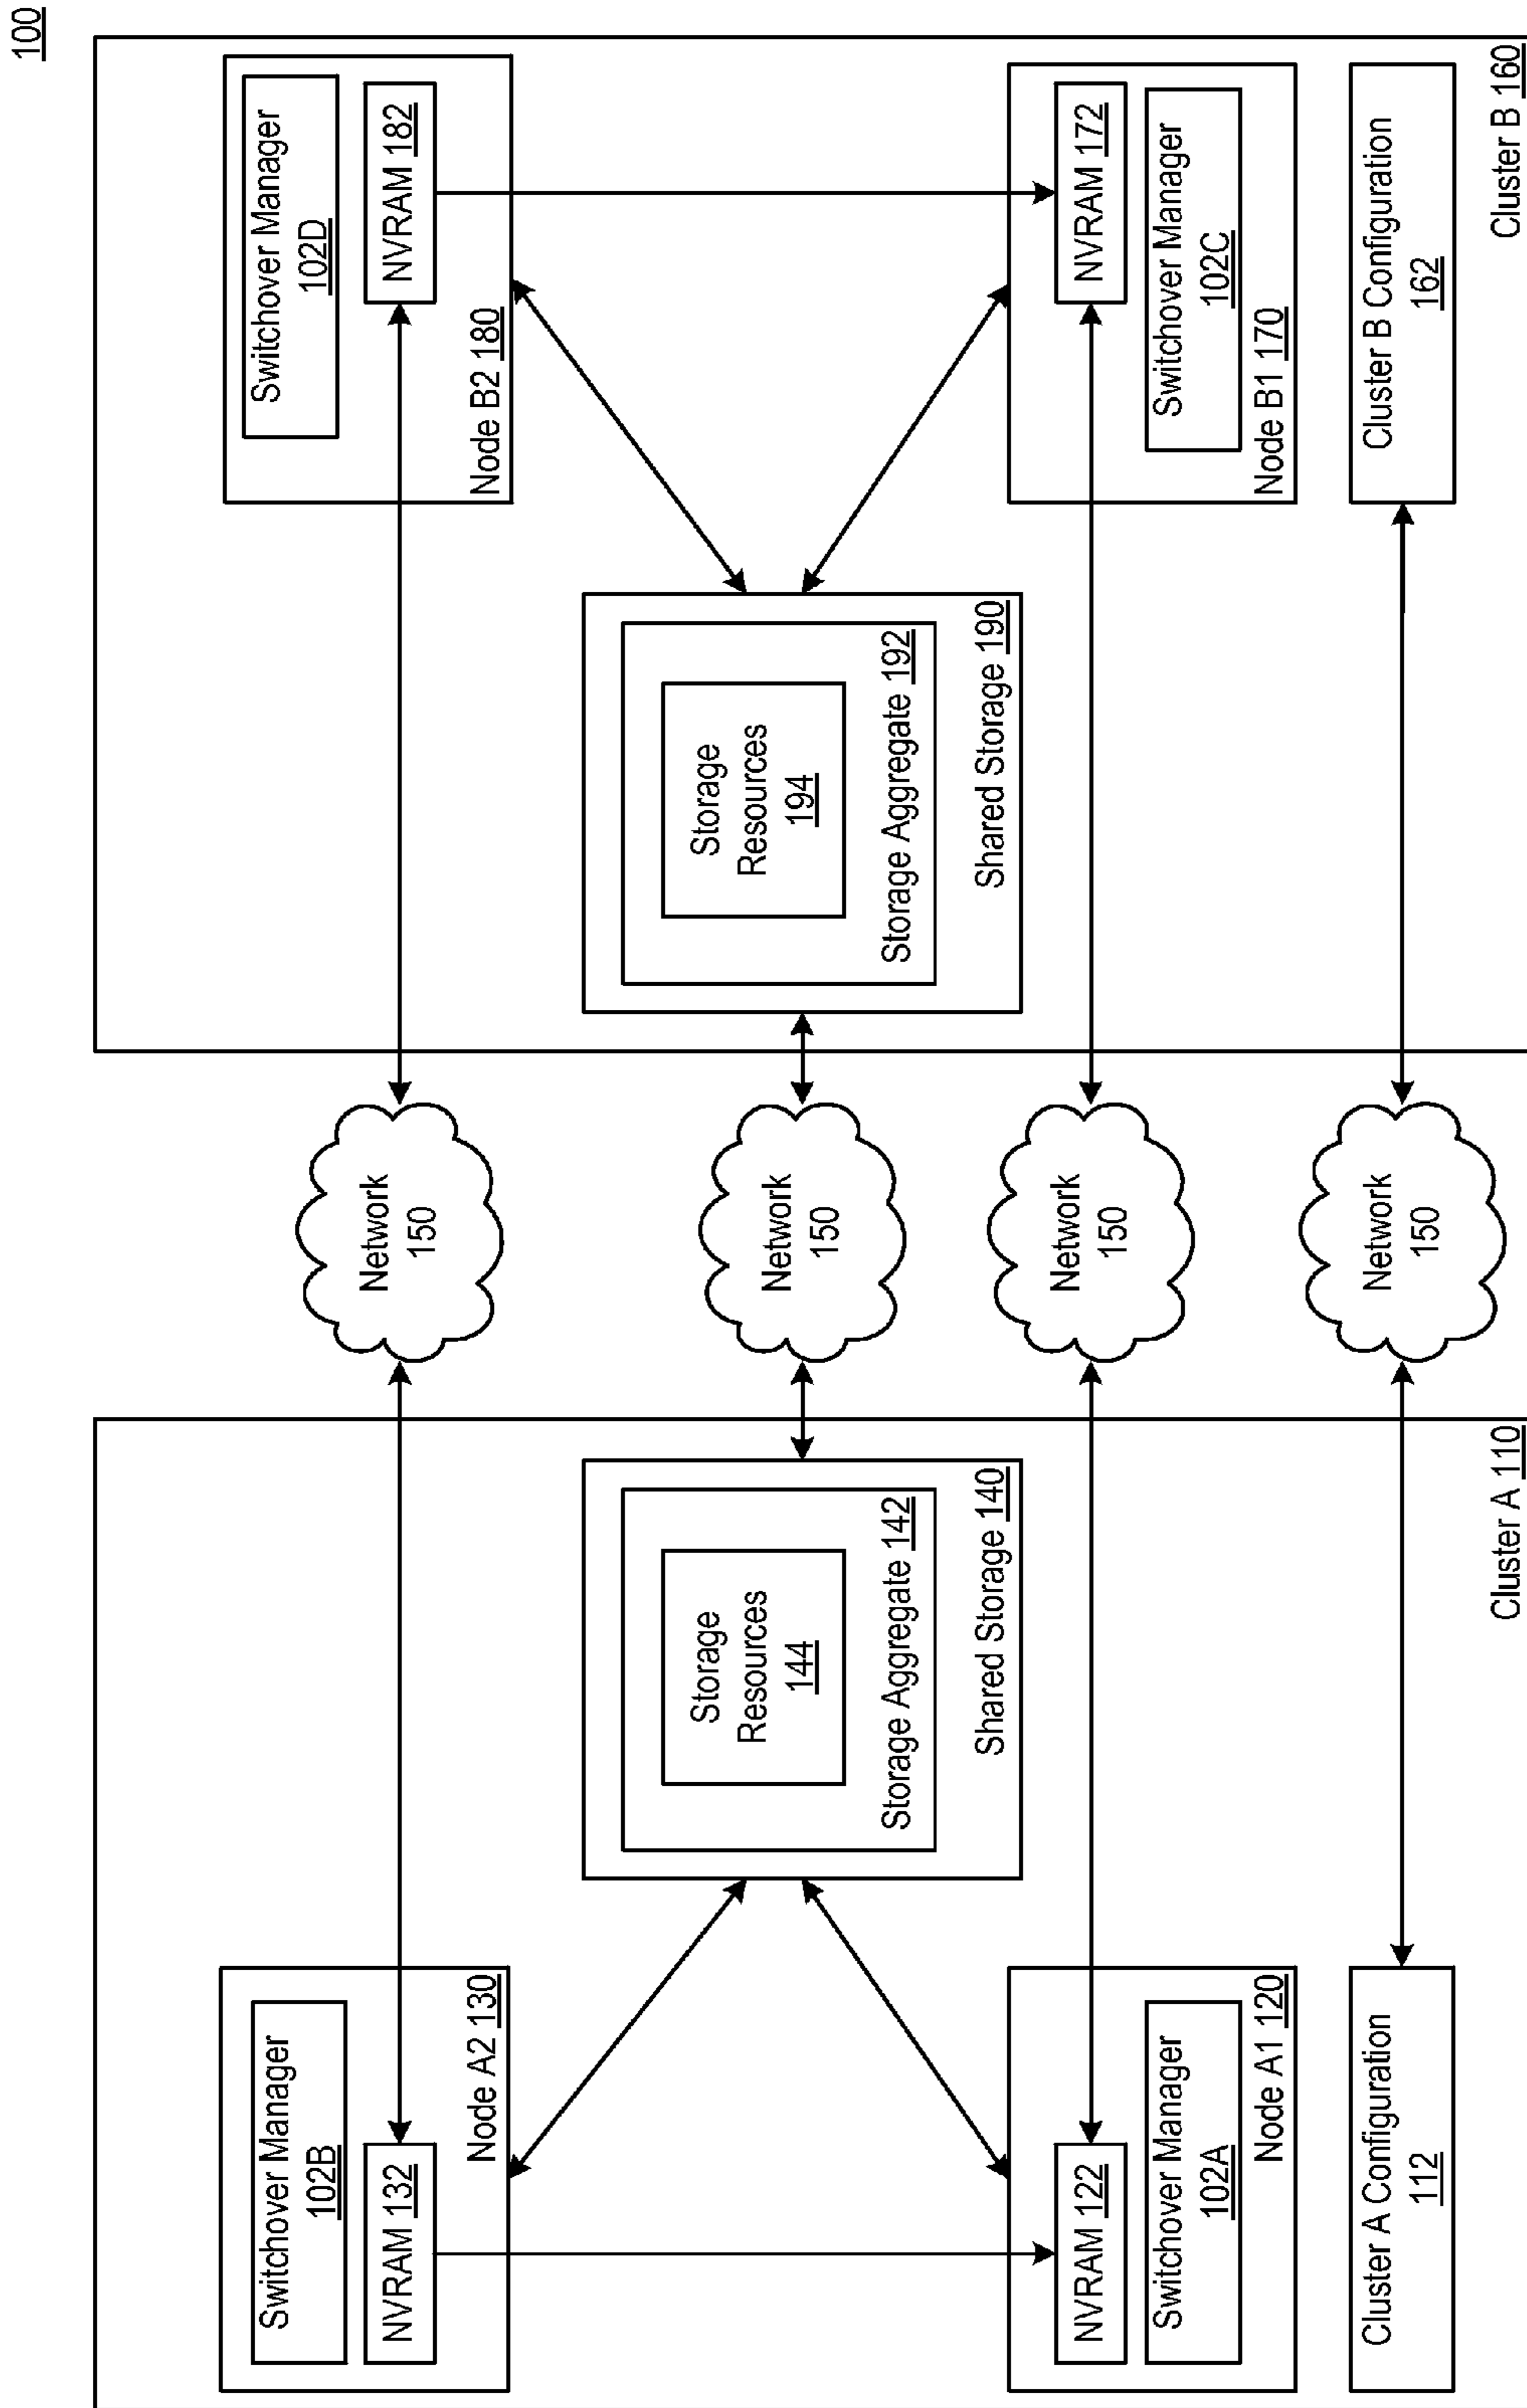 100
Switchover Manager
102B
NVRAM 132
Node A2 130
Network
150
Switchover Manager
102D
NVRAM 182
Node B2 180
Storage
Resources
144
Storage Aggregate 142
Shared Storage 140
Network
150
Storage
Resources
194
Storage Aggregate 192
Shared Storage 190
NVRAM 122
Switchover Manager
102A
Node A1 120
Network
150
NVRAM 172
Switchover Manager
102C
Node B1 170
Cluster A Configuration
112
Network
150
Cluster B Configuration
162
Cluster A 110
Cluster B 160